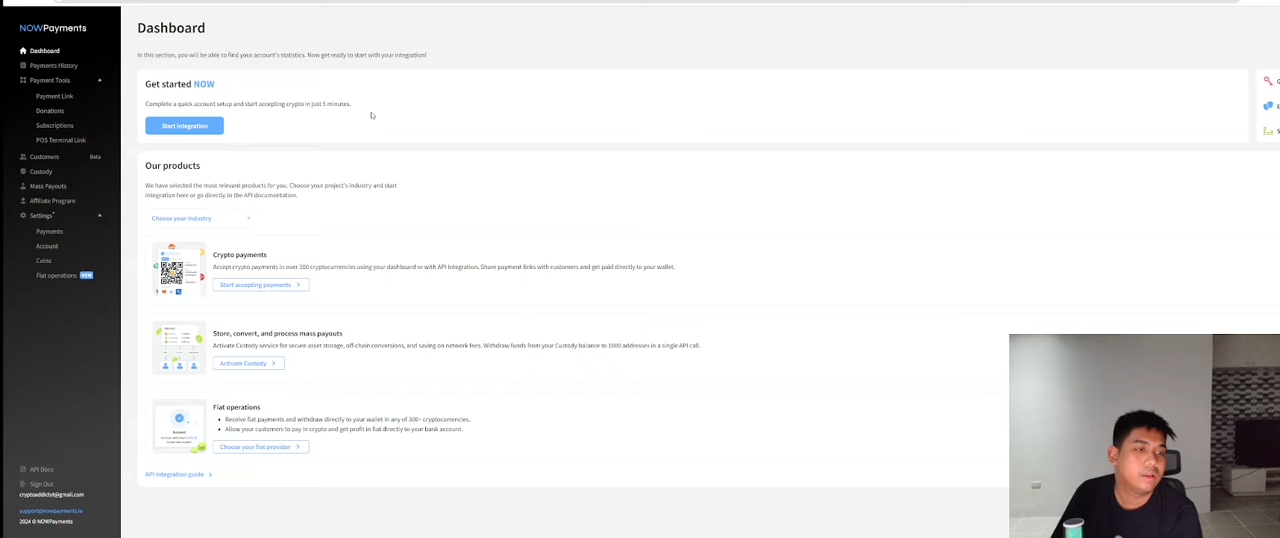 NOWPayments
Dashboard
Payments History
Payment Tools
Payment Link
Donations
Subscriptions
POS Terminal Link
Customers Beta
Custody
Mass Payouts
Affiliate Program
Settings
Payments
Account
Coins
Fiat operations NEW
API Docs
Sign Out
cryptoaddictyt@gmail.com
support@nowpayments.io
2024 © NOWPayments
Dashboard
In this section, you will be able to find your account's statistics. Now get ready to start with your integration!
Get started NOW
Complete a quick account setup and start accepting crypto in just 5 minutes.
Start integration
Our products
We have selected the most relevant products for you. Choose your project's industry and start
integration here or go directly to the API documentation.
Choose your industry
Crypto payments
Accept crypto payments in over 300 cryptocurrencies using your dashboard or with API integration. Share payment links with customers and get paid directly to your wallet.
Start accepting payments
Store, convert, and process mass payouts
Activate Custody service for secure asset storage, off-chain conversions, and saving on network fees. Withdraw funds from your Custody balance to 1000 addresses in a single API call.
Activate Custody
Fiat operations
Receive fiat payments and withdraw directly to your wallet in any of 300+ cryptocurrencies.
Allow your customers to pay in crypto and get profit in fiat directly to your bank account.
Choose your fiat provider
API integration guide